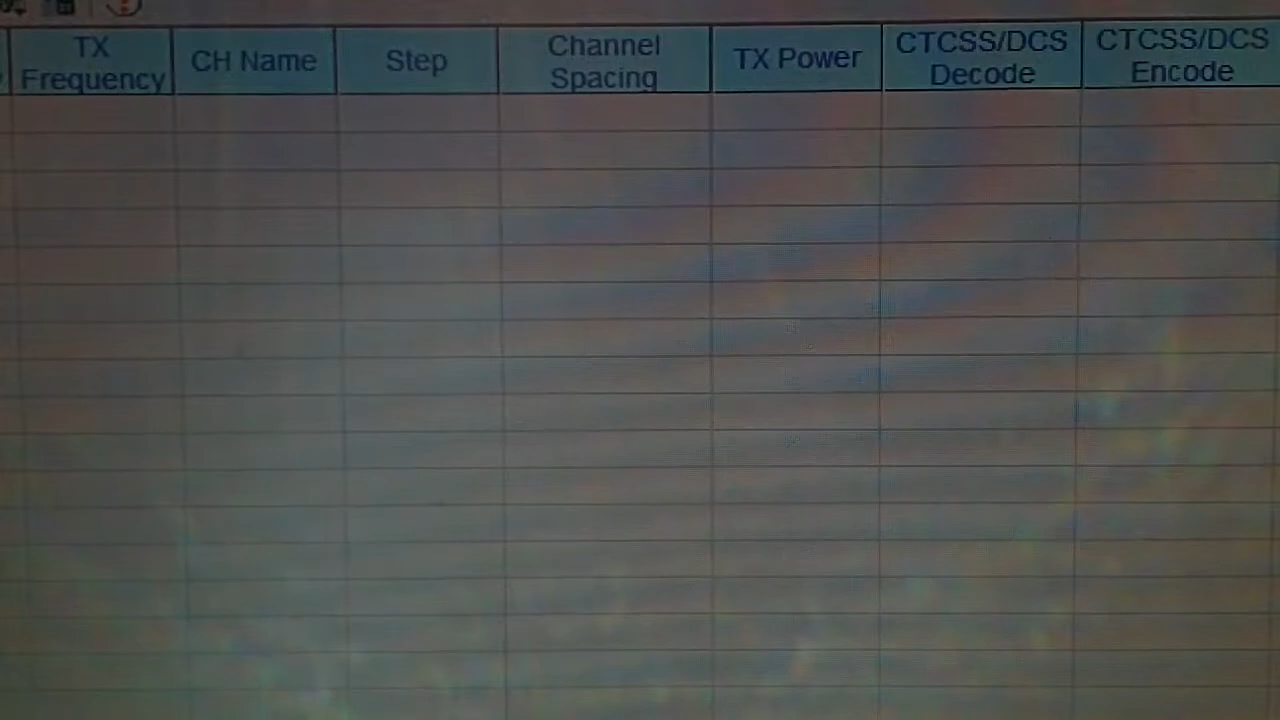 TX Frequency
CH Name
Step
Channel Spacing
TX Power
CTCSS/DCS Decode
CTCSS/DCS Encode